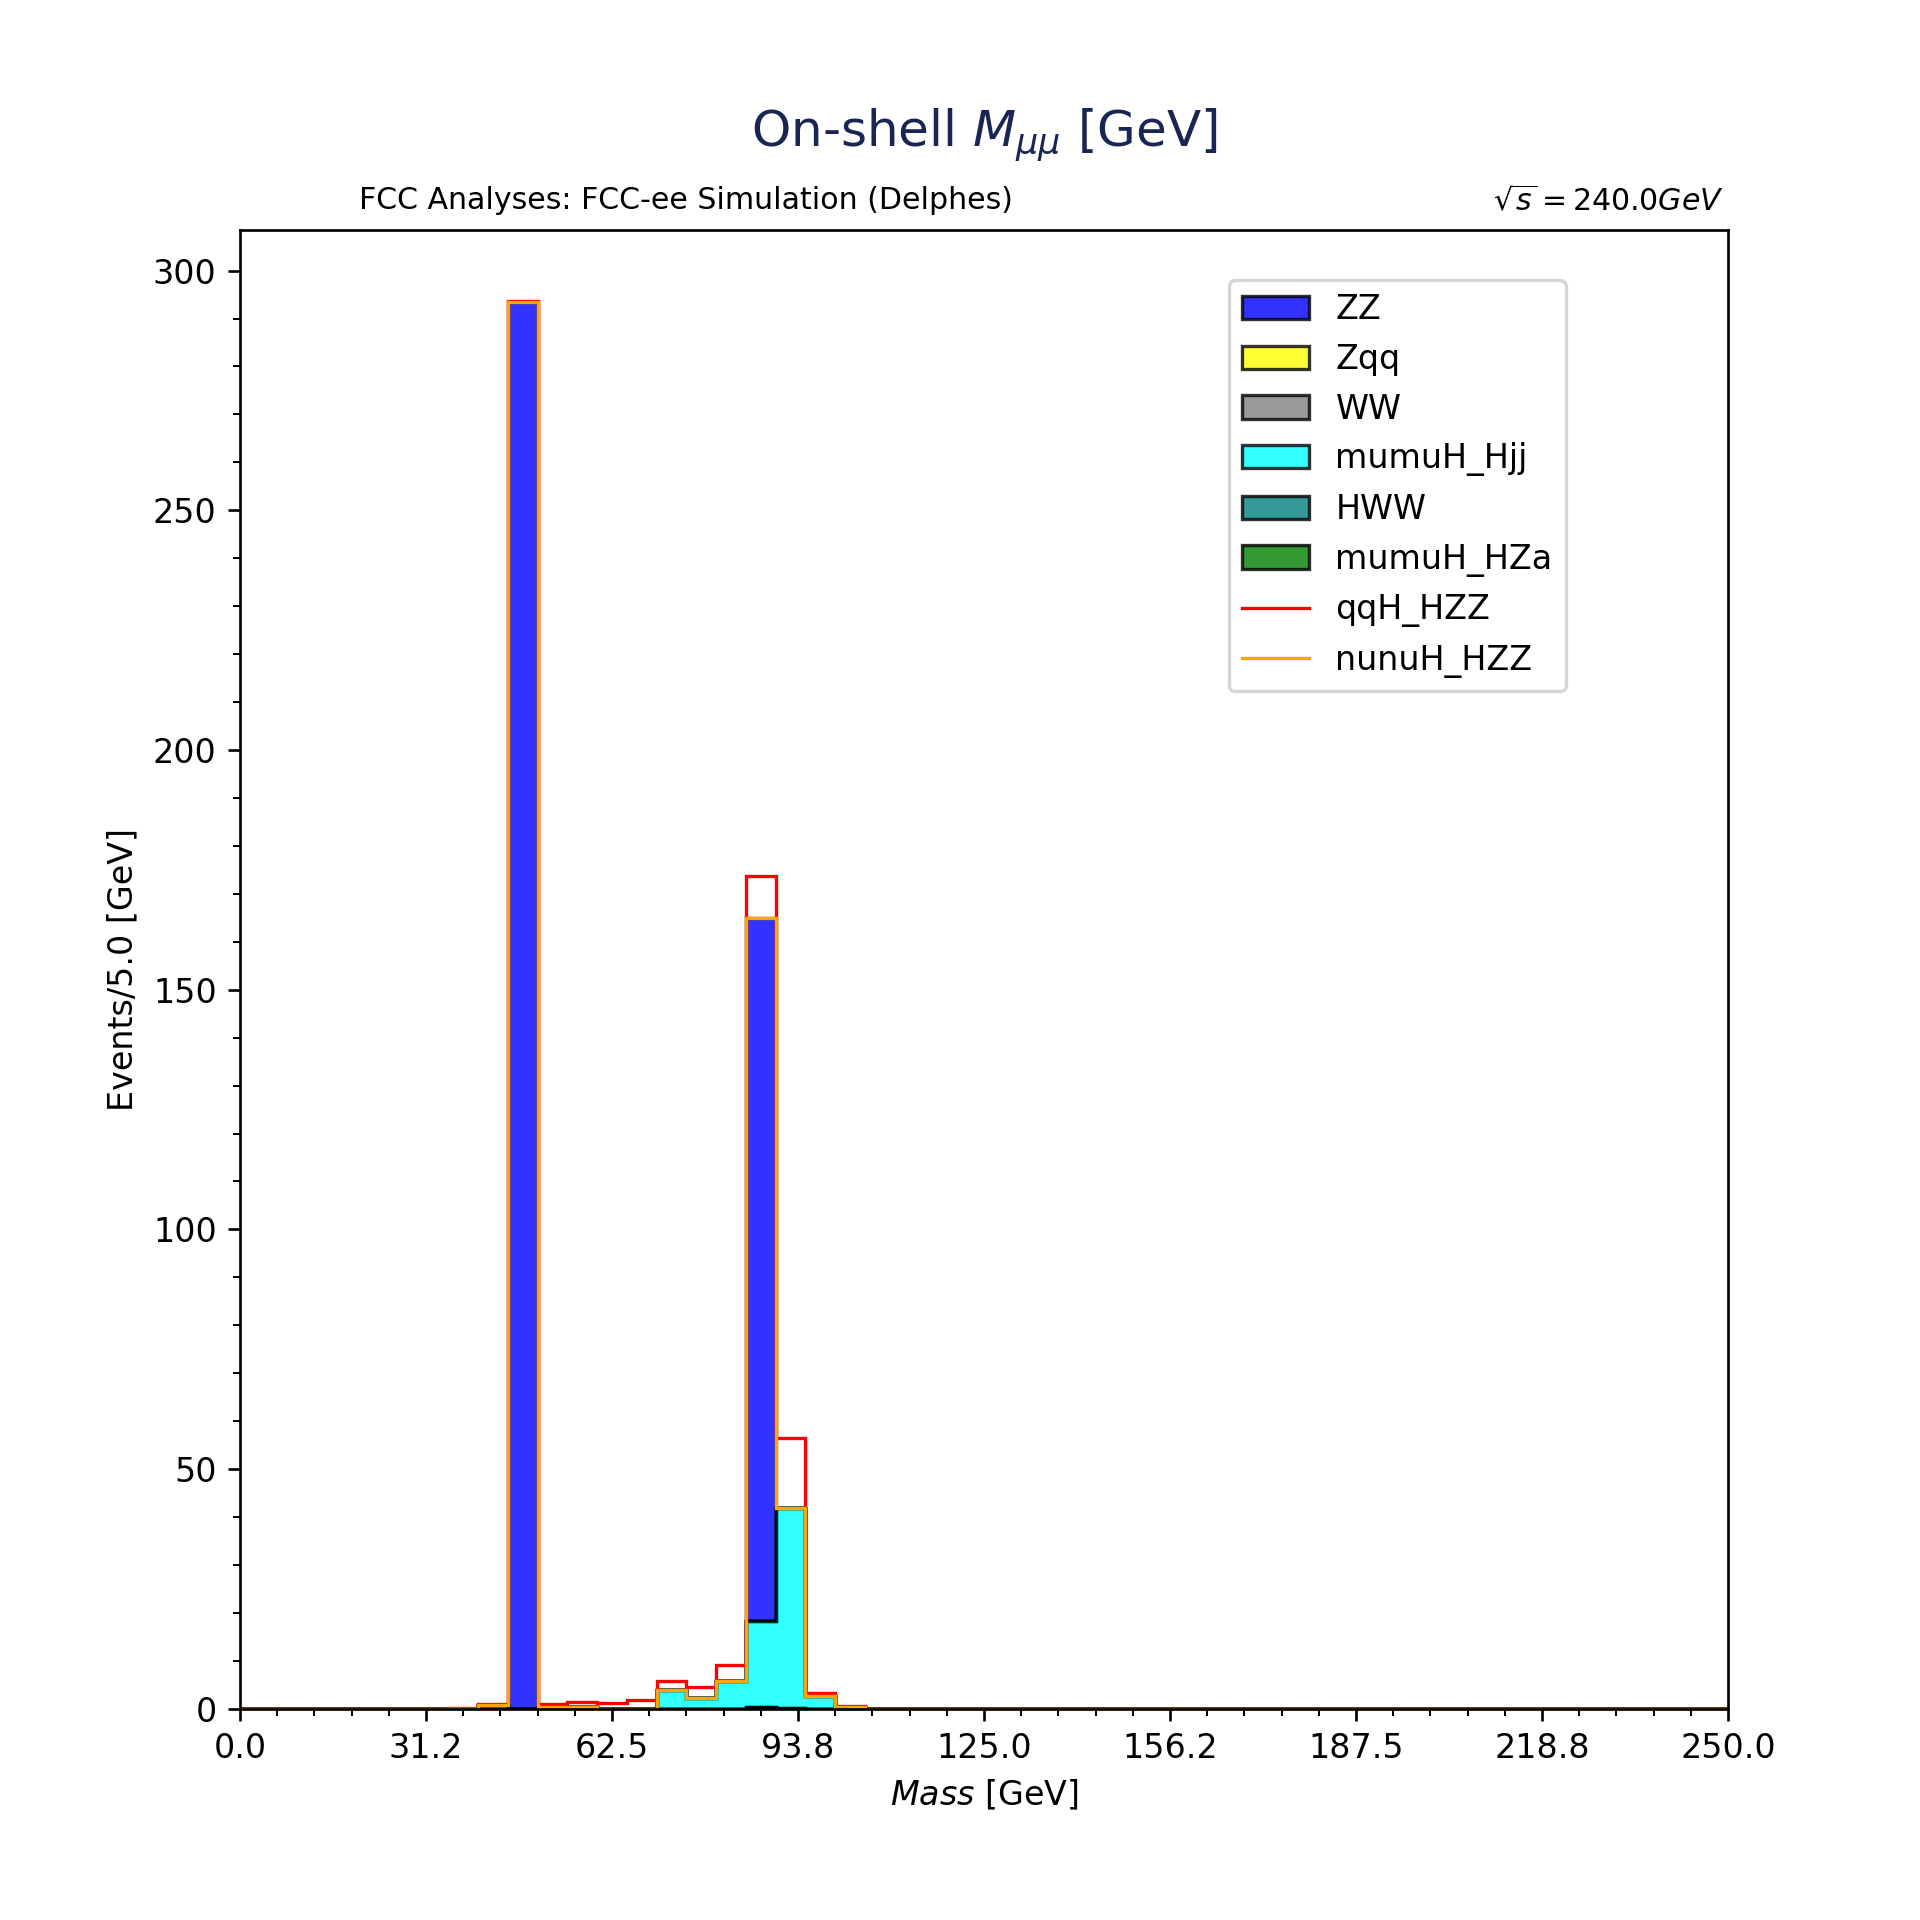 On-shell $M_{\mu\mu}$ [GeV]
FCC Analyses: FCC-ee Simulation (Delphes)
$\sqrt{s} = 240.0GeV$
300
250
200
150
100
50
0
Events/5.0 [GeV]
ZZ
Zqq
WW
mumuH_Hjj
HWW
mumuH_HZa
qqH_HZZ
nunuH_HZZ
0.0 31.2 62.5 93.8 125.0 156.2 187.5 218.8 250.0
Mass [GeV]